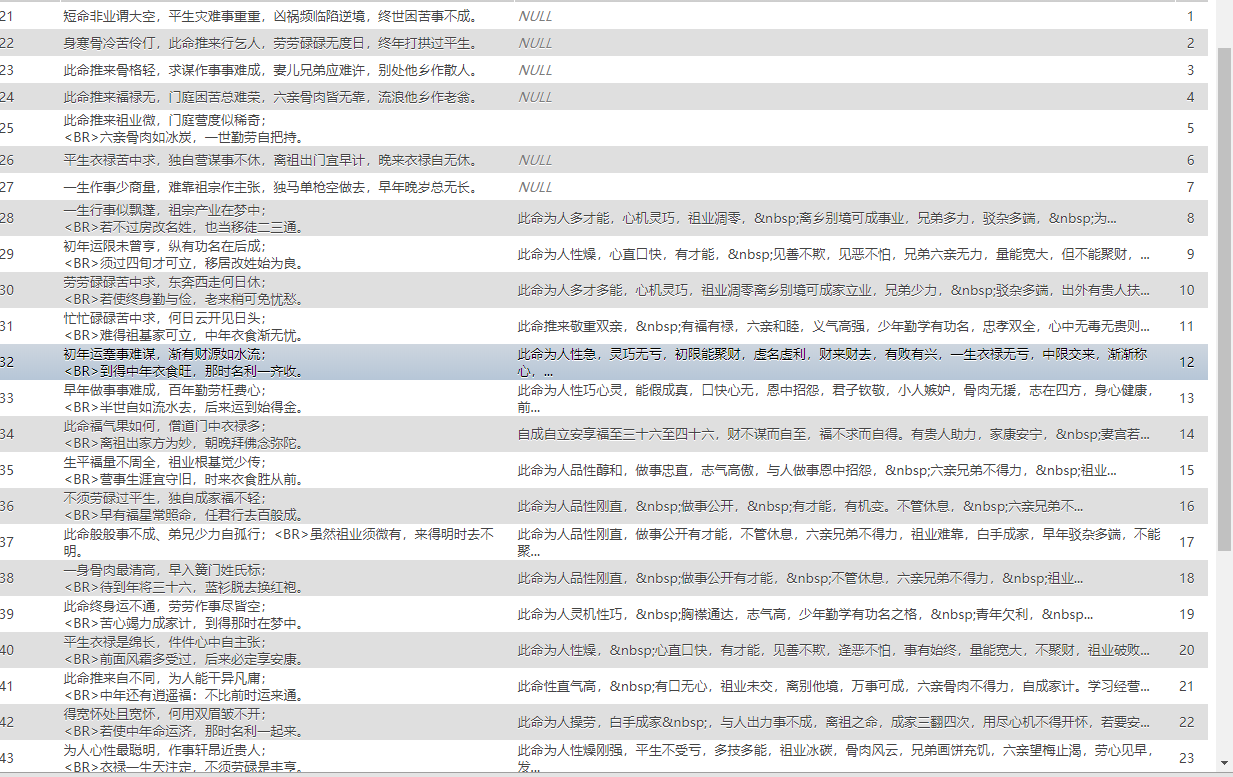 21 短命非业谓大空，平生灾难事重重，凶祸频临陷逆境，终世困苦事不成。 NULL 1
22 身寒骨冷苦伶仃，此命推来行乞人，劳劳碌碌无度日，终年打拱过平生。 NULL 2
23 此命推来骨格轻，求谋作事事难成，妻儿兄弟应难许，别处他乡作散人。 NULL 3
24 此命推来福禄无，门庭困苦总难荣，六亲骨肉皆无靠，流浪他乡作老翁。 NULL 4
25 此命推来祖业微，门庭营度似稀奇；
<BR>六亲骨肉如冰炭，一世勤劳自把持。 5
26 平生衣禄苦中求，独自营谋事不休，离祖出门宜早计，晚来衣禄自无休。 NULL 6
27 一生作事少商量，难靠祖宗作主张，独马单枪空做去，早年晚岁总无长。 NULL 7
28 一生行事似飘蓬，祖宗产业在梦中；
<BR>若不过房改名姓，也当移徒二三通。 此命为人多才能，心机灵巧，祖业凋零，&nbsp;离乡别境可成事业，兄弟多力，驳杂多端，&nbsp;为... 8
29 初年运限未曾亨，纵有功名在后成；
<BR>须过四旬才可立，移居改姓始为良。 此命为人性燥，心直口快，有才能，&nbsp;见善不欺，见恶不怕，兄弟六亲无力，量能宽大，但不能聚财，... 9
30 劳劳碌碌苦中求，东奔西走何日休；
<BR>若使终身勤与俭，老来稍可免忧愁。 此命为人多才多能，心机灵巧，祖业凋零离乡别境可成家立业，兄弟少力，&nbsp;驳杂多端，出外有贵人扶... 10
31 忙忙碌碌苦中求，何日云开见日头；
<BR>难得祖基家可立，中年衣食渐无忧。 此命推来敬重双亲，&nbsp;有福有禄，六亲和睦，义气高强，少年勤学有功名，忠孝双全，心中无毒无贵则... 11
32 初年运蹇事难谋，渐有财源如水流；
<BR>到得中年衣食旺，那时名利一齐收。 此命为人性急，灵巧无亏，初限能聚财，虚名虚利，财来财去，有败有兴，一生衣禄无亏，中限交来，渐渐称
心，... 12
33 早年做事事难成，百年勤劳枉费心；
<BR>半世自如流水去，后来运到始得金。 此命为人性巧心灵，能假成真，口快心无，恩中招怨，君子钦敬，小人嫉妒，骨肉无援，志在四方，身心健康，
前... 13
34 此命福气果如何，僧道门中衣禄多；
<BR>离祖出家方为妙，朝晚拜佛念弥陀。 自成自立安享福至三十六至四十六，财不谋而自至，福不求而自得。有贵人助力，家康安宁，&nbsp;妻宫若... 14
35 生平福量不周全，祖业根基觉少传；
<BR>营事生涯宜守旧，时来衣食胜从前。 此命为人品性醇和，做事忠直，志气高傲，与人做事恩中招怨，&nbsp;六亲兄弟不得力，&nbsp;祖业... 15
36 不须劳碌过平生，独自成家福不轻；
<BR>早有福星常照命，任君行去百般成。 此命为人品性刚直，&nbsp;做事公开，&nbsp;有才能，有机变。不管休息，&nbsp;六亲兄弟不... 16
37 此命般般事不成、弟兄少力自孤行；<BR>虽然祖业须微有，来得明时去不
明。 此命为人品性刚直，做事公开有才能，不管休息，六亲兄弟不得力，祖业难靠，白手成家，早年驳杂多端，不能
聚... 17
38 一身骨肉最清高，早入簧门姓氏标；
<BR>待到年将三十六，蓝衫脱去换红袍。 此命为人品性刚直，&nbsp;做事公开有才能，&nbsp;不管休息，六亲兄弟不得力，&nbsp;祖业... 18
39 此命终身运不通，劳劳作事尽皆空；
<BR>苦心竭力成家计，到得那时在梦中。 此命为人灵机性巧，&nbsp;胸襟通达，志气高，少年勤学有功名之格，&nbsp;青年欠利，&nbsp... 19
40 平生衣禄是绵长，件件心中自主张；
<BR>前面风霜多受过，后来必定享安康。 此命为人性燥，&nbsp;心直口快，有才能，见善不欺，逢恶不怕，事有始终，量能宽大，不聚财，祖业破败... 20
41 此命推来自不同，为人能干异凡庸；
<BR>中年还有逍遥福：不比前时运来通。 此命性直气高，&nbsp;有口无心，祖业未交，离别他境，万事可成，六亲骨肉不得力，自成家计。学习经营... 21
42 得宽怀处且宽怀，何用双眉皱不开；
<BR>若使中年命运济，那时名利一起来。 此命为人操劳，白手成家&nbsp;，与人出力事不成，离祖之命，成家三翻四次，用尽心机不得开怀，若要安... 22
43 为人心性最聪明，作事轩昂近贵人；
<BR>衣禄一生天注定，不须劳碌是丰亨。 此命为人性燥刚强，平生不受亏，多技多能，祖业冰碳，骨肉风云，兄弟画饼充饥，六亲望梅止渴，劳心见早，
发... 23